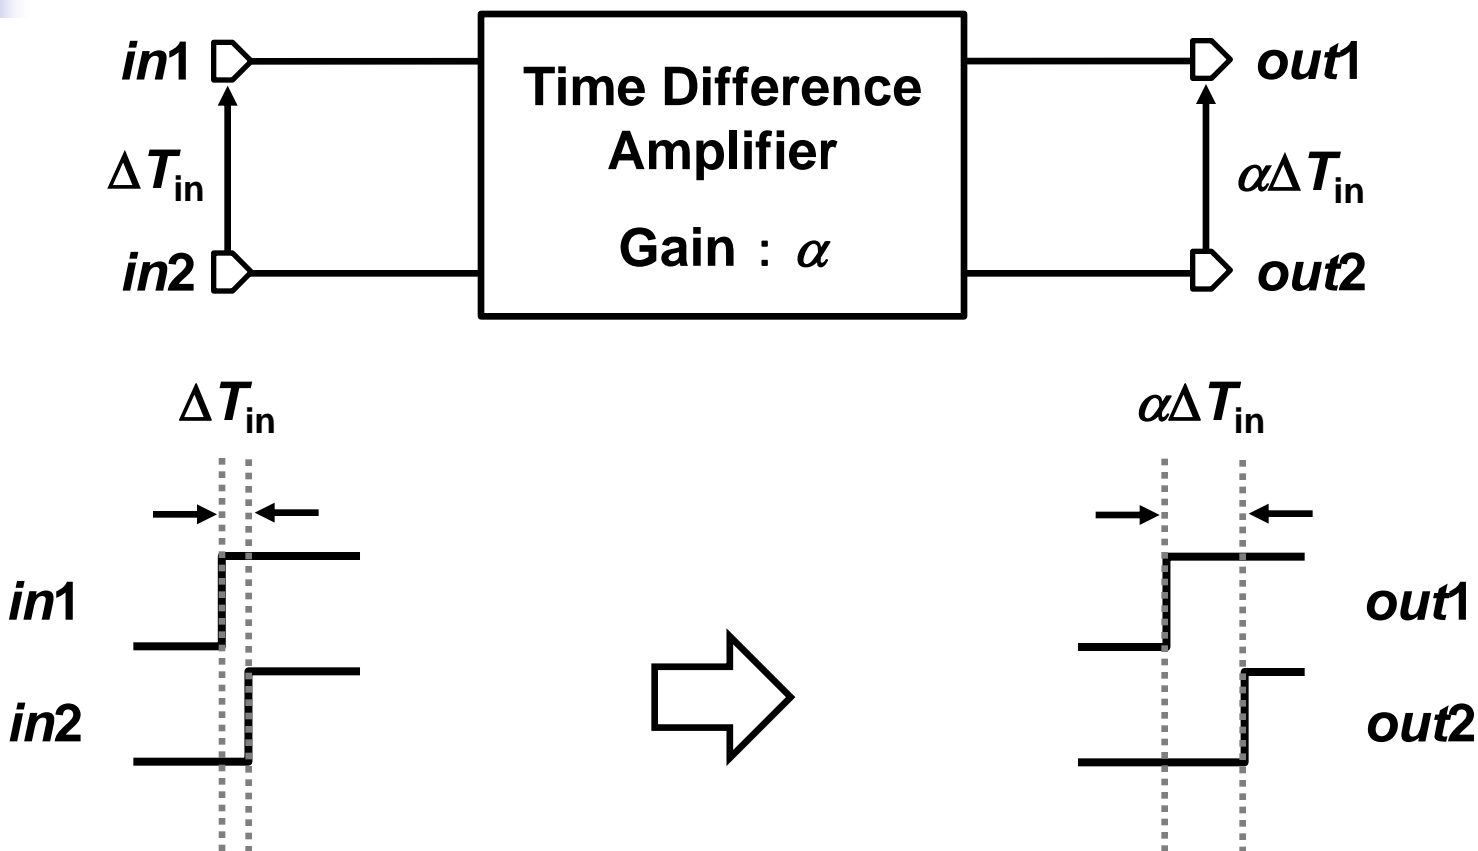 in1
Time Difference
Amplifier
Gain : α
out1
ΔTin
αΔTin
in2
out2
ΔTin
αΔTin
in1
out1
in2
out2